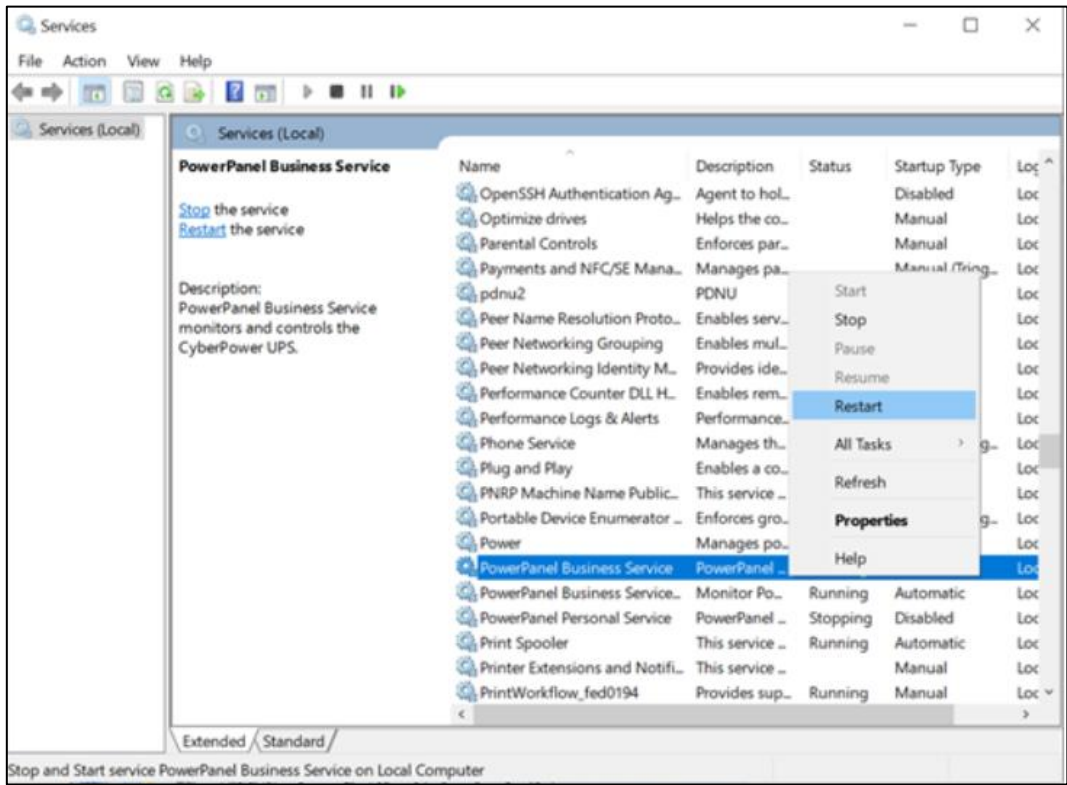 Services
File Action View Help
Services (Local)
Services (Local)
PowerPanel Business Service
Stop the service
Restart the service
Description:
PowerPanel Business Service
monitors and controls the
CyberPower UPS.
Name Description Status Startup Type Loc
OpenSSH Authentication Ag... Agent to hol... Disabled Loc
Optimize drives Helps the co... Manual Loc
Parental Controls Enforces par... Manual Loc
Payments and NFC/SE Mana... Manages pa... Manual (Trig... Loc
pdnu2 PDNU Loc
Peer Name Resolution Proto... Enables serv... Loc
Peer Networking Grouping Enables mul... Loc
Peer Networking Identity M... Provides ide... Loc
Performance Counter DLL H... Enables rem... Loc
Performance Logs & Alerts Performance... Loc
Phone Service Manages th... g... Loc
Plug and Play Enables a co... Loc
PNRP Machine Name Public... This service ... Loc
Portable Device Enumerator ... Enforces gro... g... Loc
Power Manages po... Loc
PowerPanel Business Service PowerPanel ... Loc
PowerPanel Business Service... Monitor Po... Running Automatic Loc
PowerPanel Personal Service PowerPanel ... Stopping Disabled Loc
Print Spooler This service ... Running Automatic Loc
Printer Extensions and Notifi... This service ... Manual Loc
PrintWorkflow_fed0194 Provides sup... Running Manual Loc
Start
Stop
Pause
Resume
Restart
All Tasks
Refresh
Properties
Help
Extended Standard
Stop and Start service PowerPanel Business Service on Local Computer